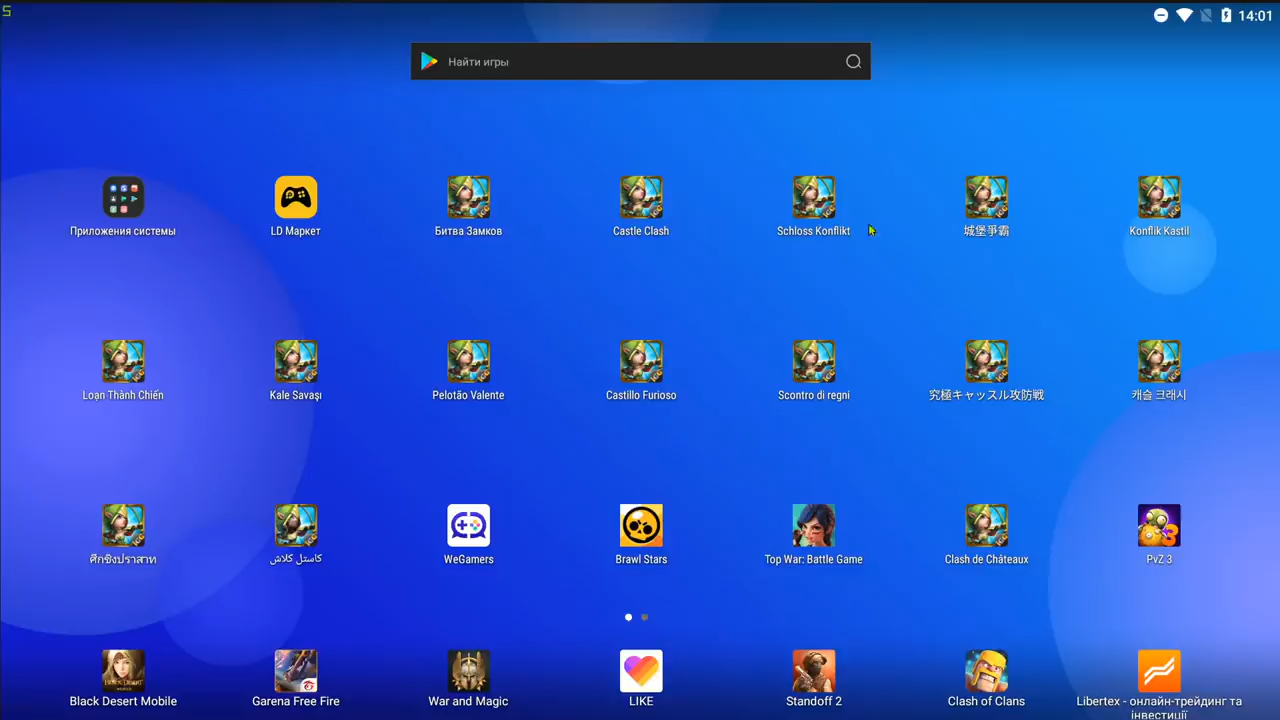 5
14:01
Найти игры
Приложения системы
LD Маркет
Битва Замков
Castle Clash
Schloss Konflikt
城堡爭霸
Konflik Kastil
Loạn Thành Chiến
Kale Savaşı
Pelotão Valente
Castillo Furioso
Scontro di regni
究極キャッスル攻防戦
캐슬 크래시
ศึกชิงปราสาท
كاستل كلاش
WeGamers
Brawl Stars
Top War: Battle Game
Clash de Châteaux
PvZ 3
Black Desert Mobile
Garena Free Fire
War and Magic
LIKE
Standoff 2
Clash of Clans
Libertex - онлайн-трейдинг та
інвестиції